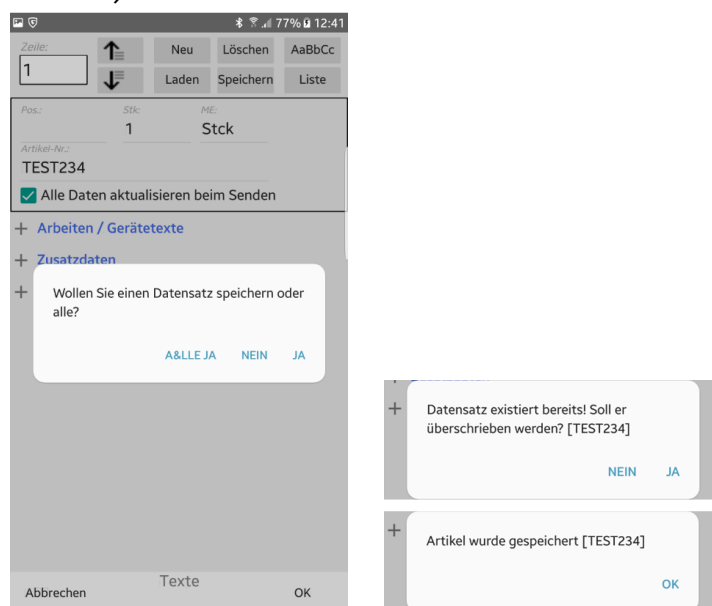 77% 12:41
Zeile:
1
Neu Löschen AaBbCc
Laden Speichern Liste
Pos.: Stk: ME:
1 Stck
Artikel-Nr.:
TEST234
Alle Daten aktualisieren beim Senden
+ Arbeiten / Gerätetexte
+ Zusatzdaten
+
Wollen Sie einen Datensatz speichern oder
alle?
A&LLE JA NEIN JA
Texte
Abbrechen OK
+
Datensatz existiert bereits! Soll er
überschrieben werden? [TEST234]
NEIN JA
+
Artikel wurde gespeichert [TEST234]
OK